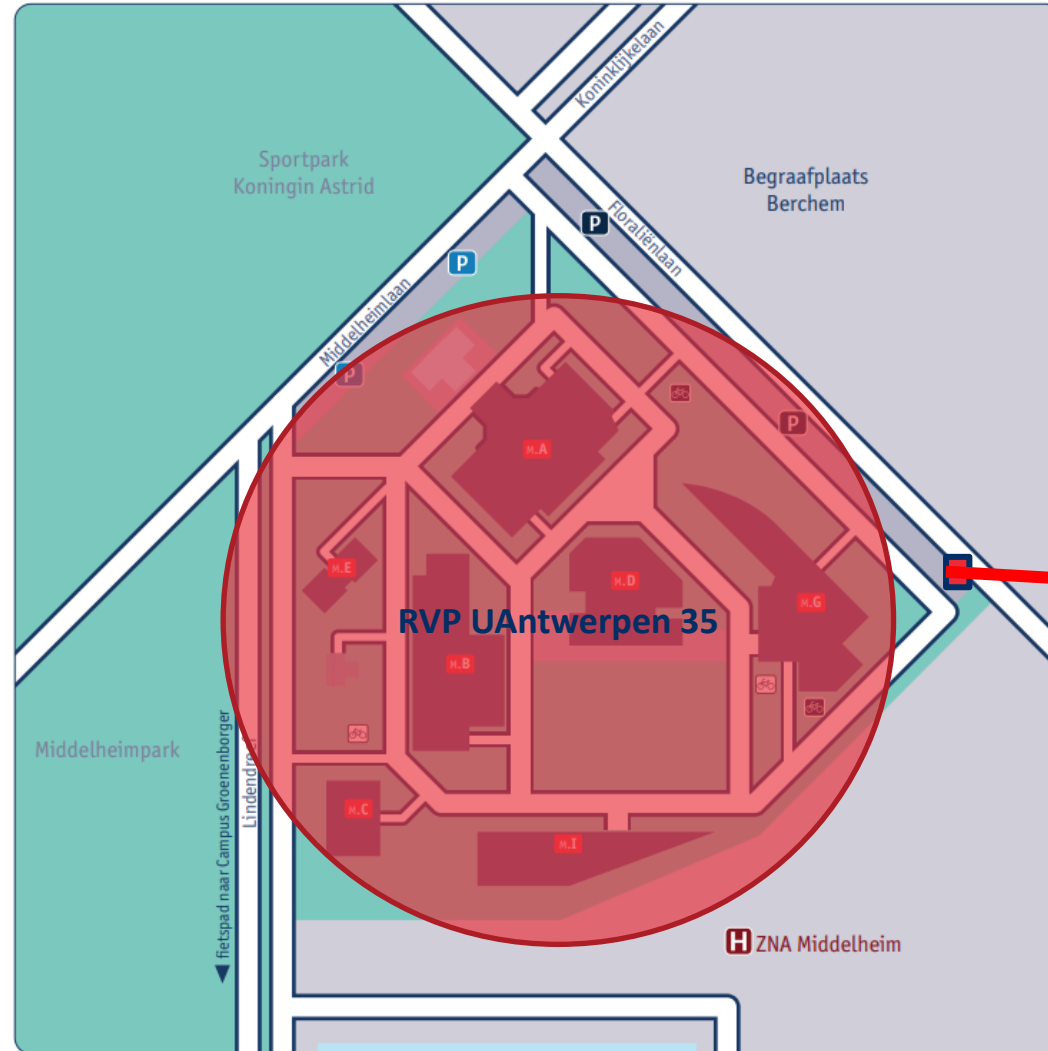 Koninklijkelaan
Sportpark
Koningin Astrid
Begraafplaats
Berchem
P
Floraliënlaan
P
Middelheimlaan
P
P
M.A
M.E
M.D
M.G
RVP UAntwerpen 35
M.B
Middelheimpark
fietspad naar Campus Groenenborger
M.C
M.I
H ZNA Middelheim